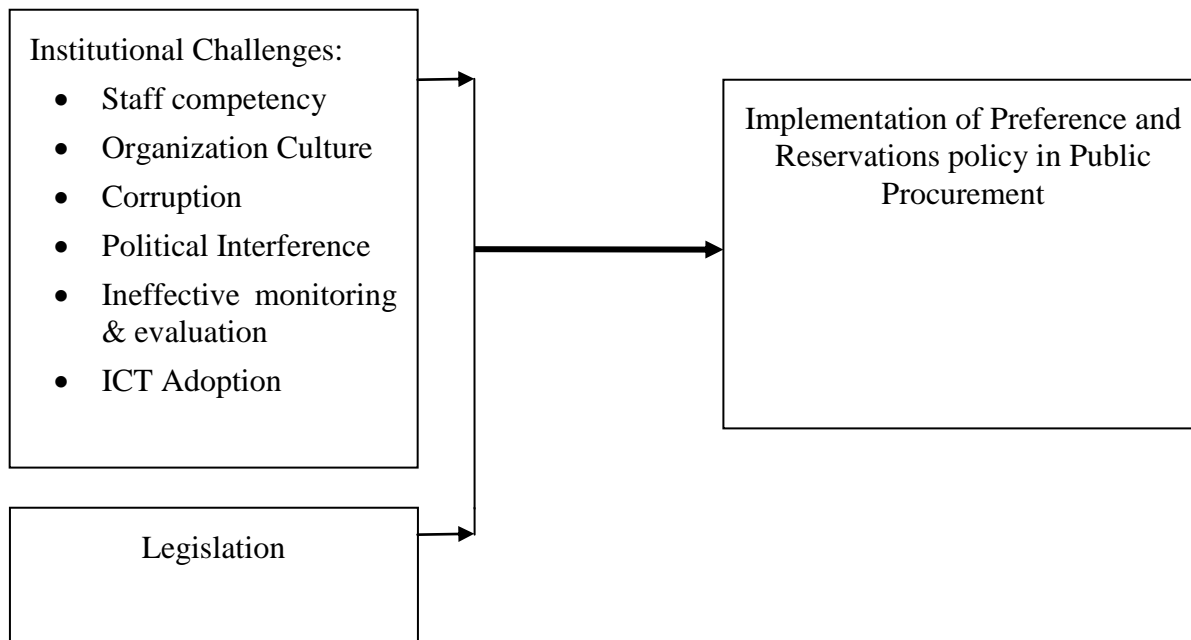 Institutional Challenges:
• Staff competency
• Organization Culture
• Corruption
• Political Interference
• Ineffective monitoring
& evaluation
• ICT Adoption
Implementation of Preference and
Reservations policy in Public
Procurement
Legislation